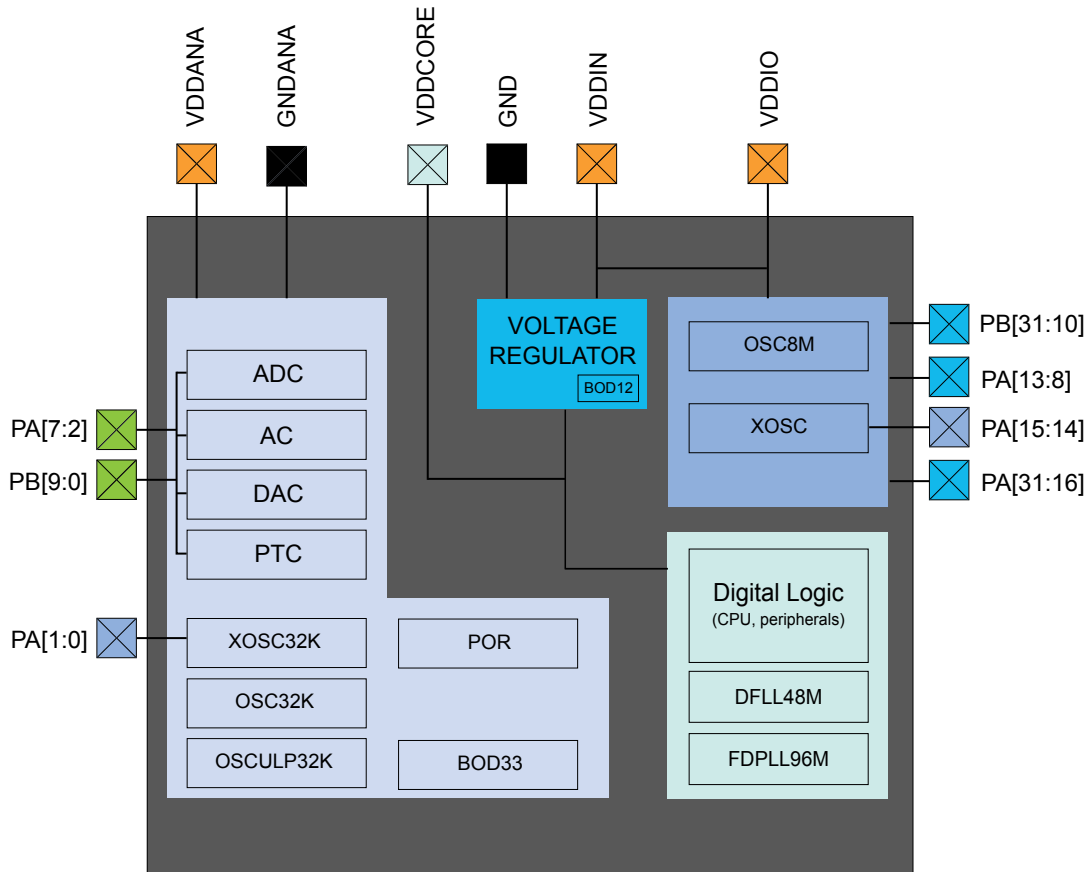 VDDANA
GNDANA
VDDCORE
GND
VDDIN
VDDIO
VOLTAGE
REGULATOR
BOD12
OSC8M
XOSC
PB[31:10]
PA[13:8]
PA[15:14]
PA[31:16]
ADC
AC
DAC
PTC
PA[7:2]
PB[9:0]
PA[1:0]
XOSC32K
OSC32K
OSCULP32K
POR
BOD33
Digital Logic
(CPU, peripherals)
DFLL48M
FDPLL96M